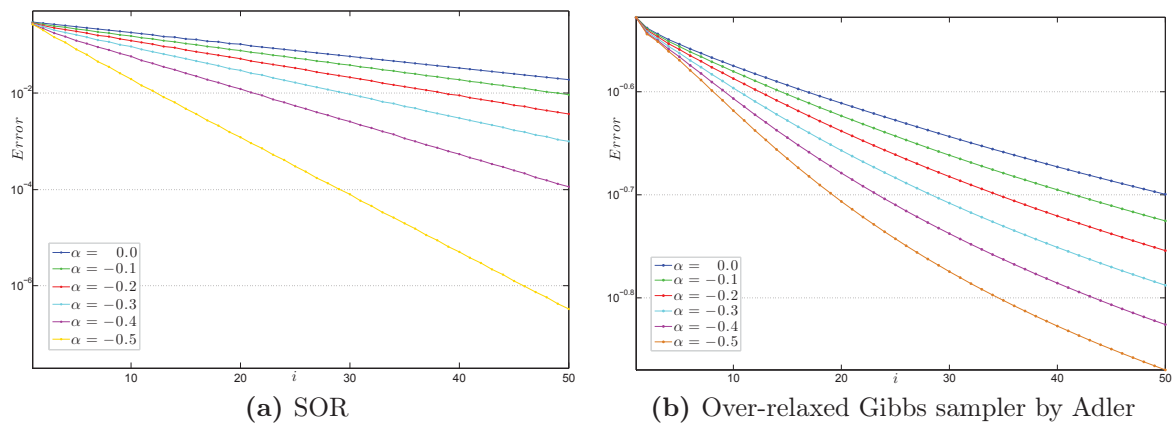 Error
10^{-2}
10^{-4}
10^{-6}
α = 0.0
α = −0.1
α = −0.2
α = −0.3
α = −0.4
α = −0.5
10
20
i
30
40
50
(a) SOR
Error
10^{-0.6}
10^{-0.7}
10^{-0.8}
α = 0.0
α = −0.1
α = −0.2
α = −0.3
α = −0.4
α = −0.5
10
20
i
30
40
50
(b) Over-relaxed Gibbs sampler by Adler